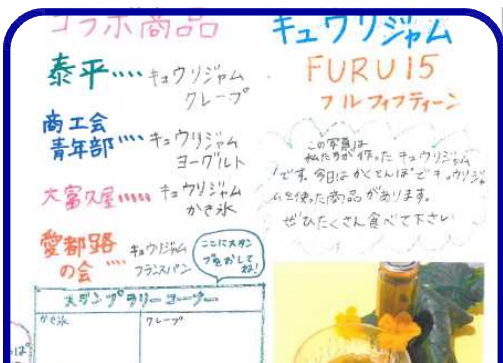 コラボ商品
泰平‥‥キュウリジャム
クレープ
商工会
青年部‥‥キュウリジャム
ヨーグルト
大富久屋‥‥キュウリジャム
かき氷
愛都路
の会‥‥キュウリジャム
フランスパン
ここにスタン
プをおして
ね!
スタンプラリーコーナー
かき氷
クレープ
キュウリジャム
FURU15
フルフィフティーン
この写真は
私たちが作ったキュウリジャム
です。今日はかくとんぼでキュウリジャ
ムを使った商品があります。
ぜひたくさん食べて下さい